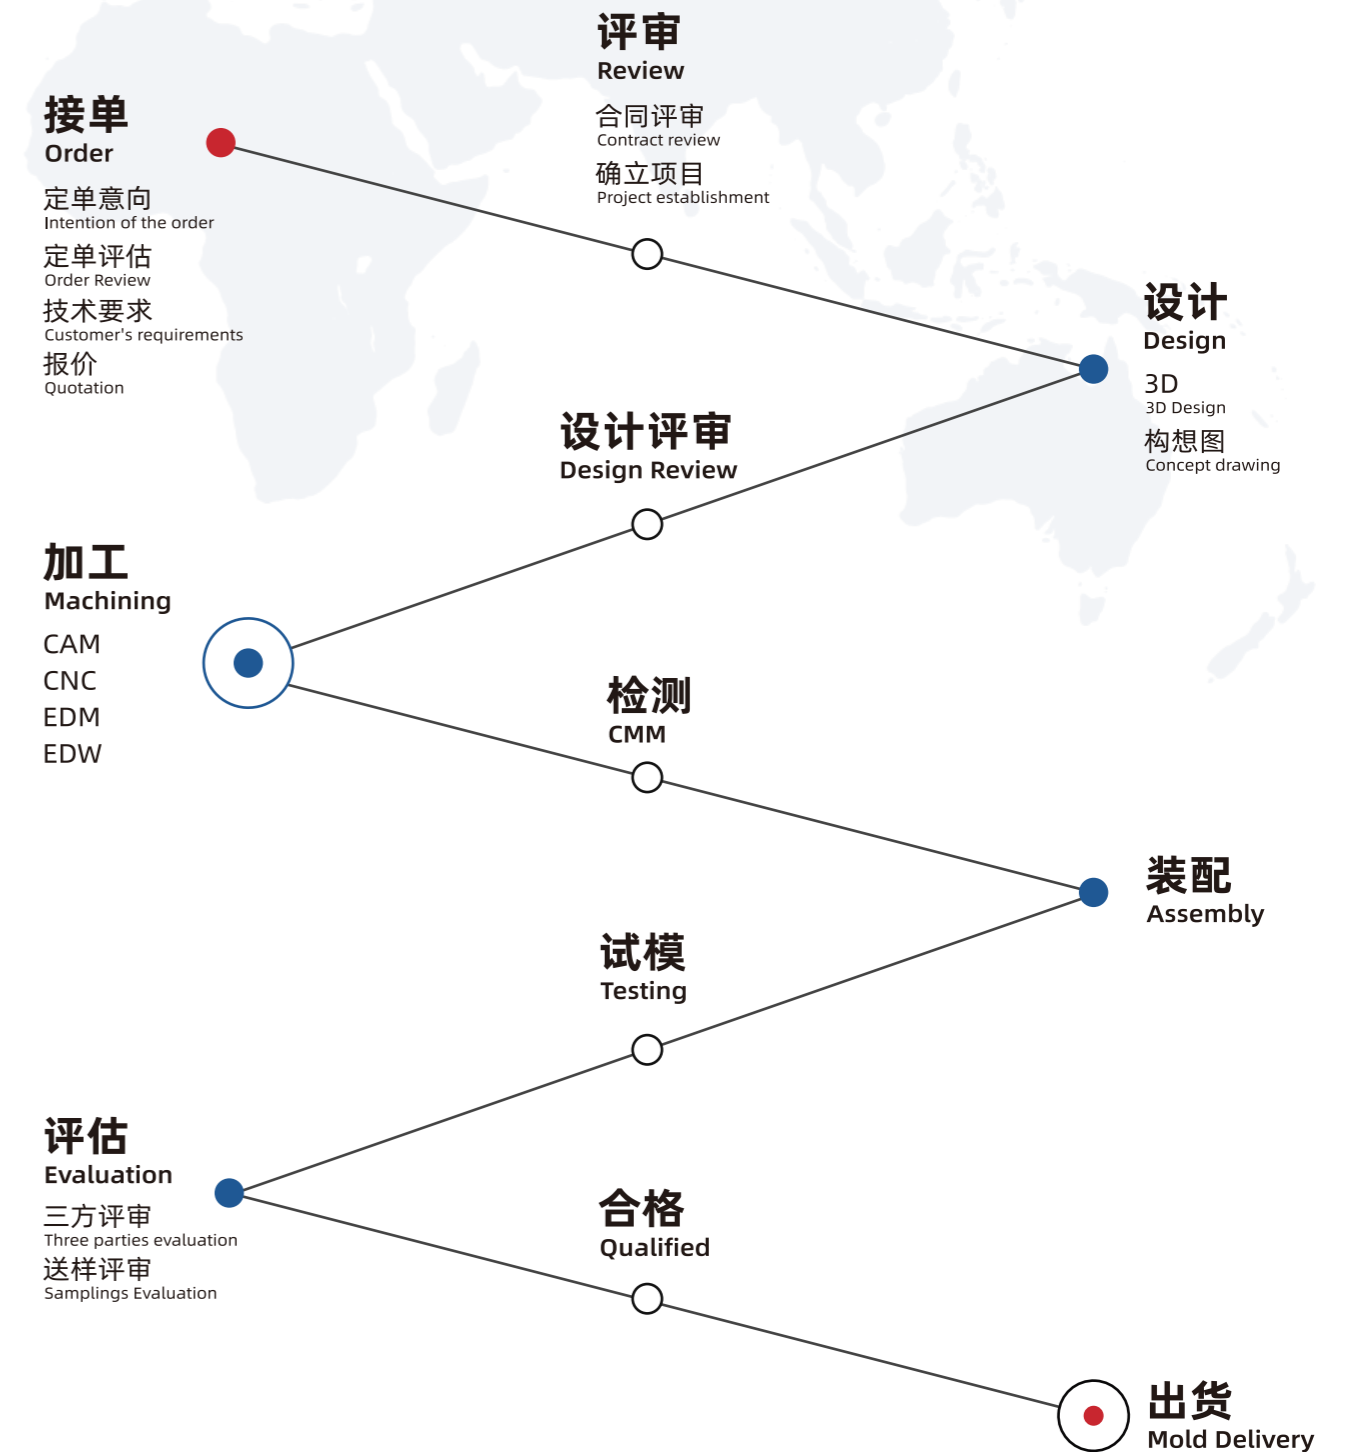 接单
Order
定单意向
Intention of the order
定单评估
Order Review
技术要求
Customer's requirements
报价
Quotation
评审
Review
合同评审
Contract review
确立项目
Project establishment
设计
Design
3D
3D Design
构想图
Concept drawing
设计评审
Design Review
加工
Machining
CAM
CNC
EDM
EDW
检测
CMM
装配
Assembly
试模
Testing
评估
Evaluation
三方评审
Three parties evaluation
送样评审
Samplings Evaluation
合格
Qualified
出货
Mold Delivery